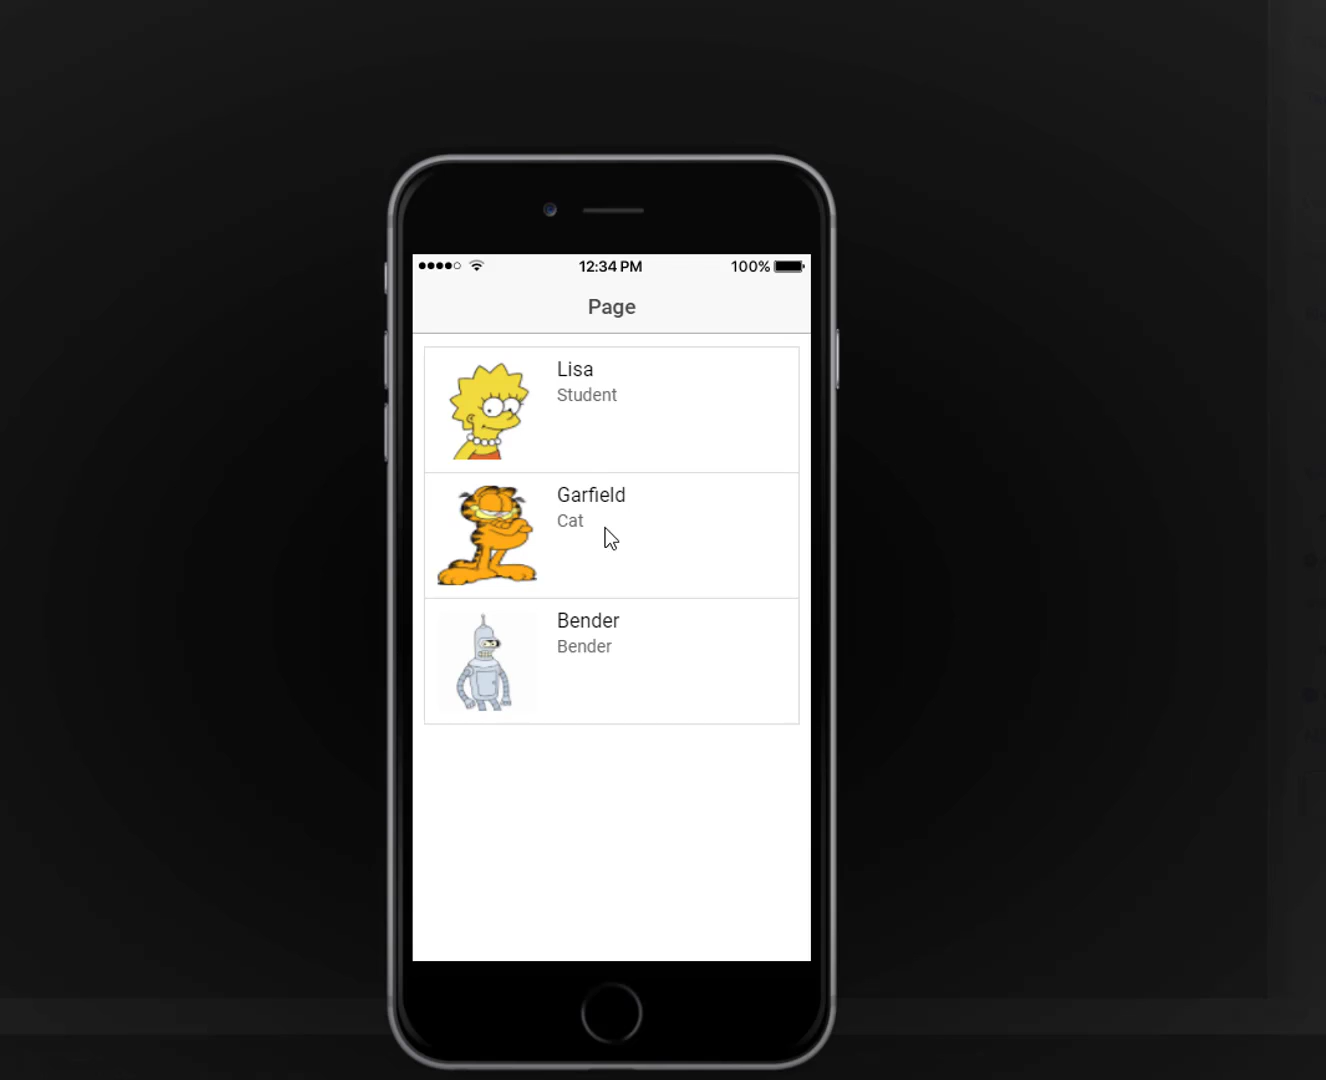 12:34 PM
100%
Page
Lisa
Student
Garfield
Cat
Bender
Bender